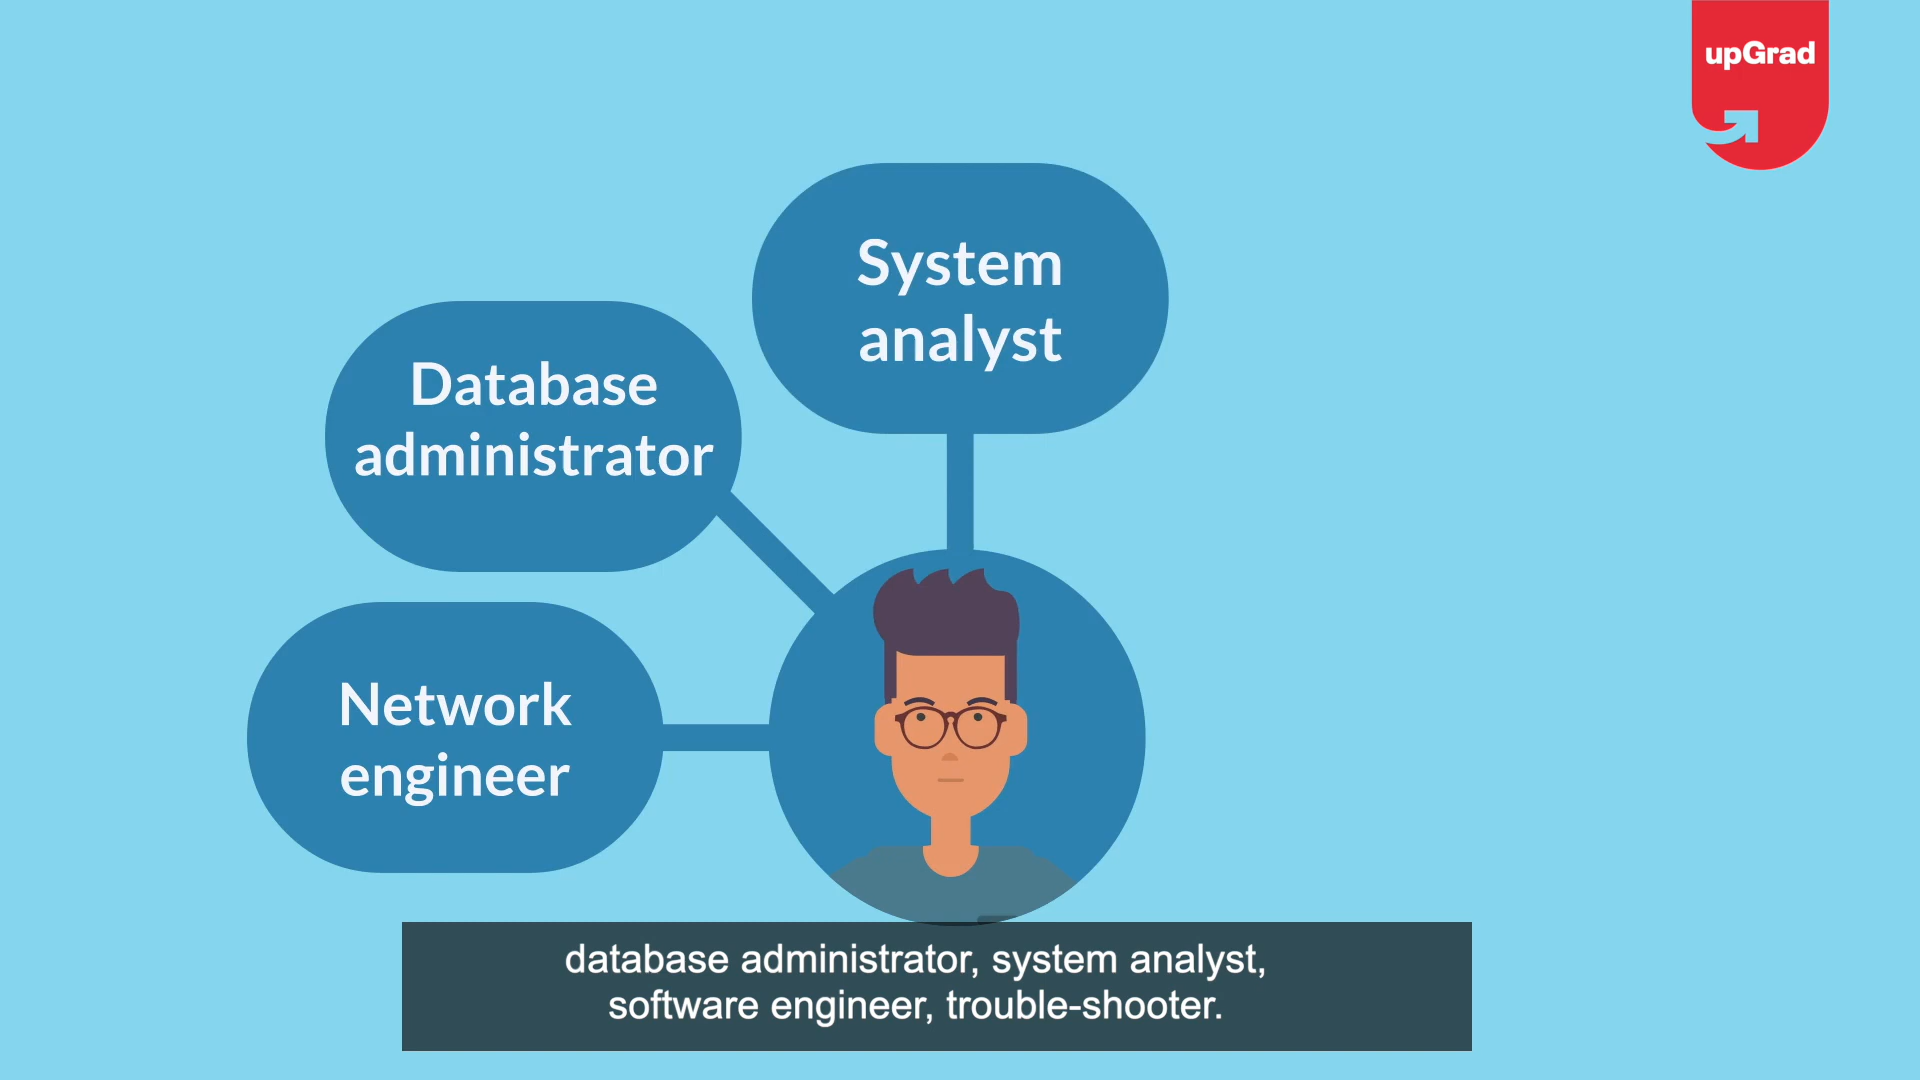 upGrad
System
analyst
Database
administrator
Network
engineer
database administrator, system analyst,
software engineer, trouble-shooter.